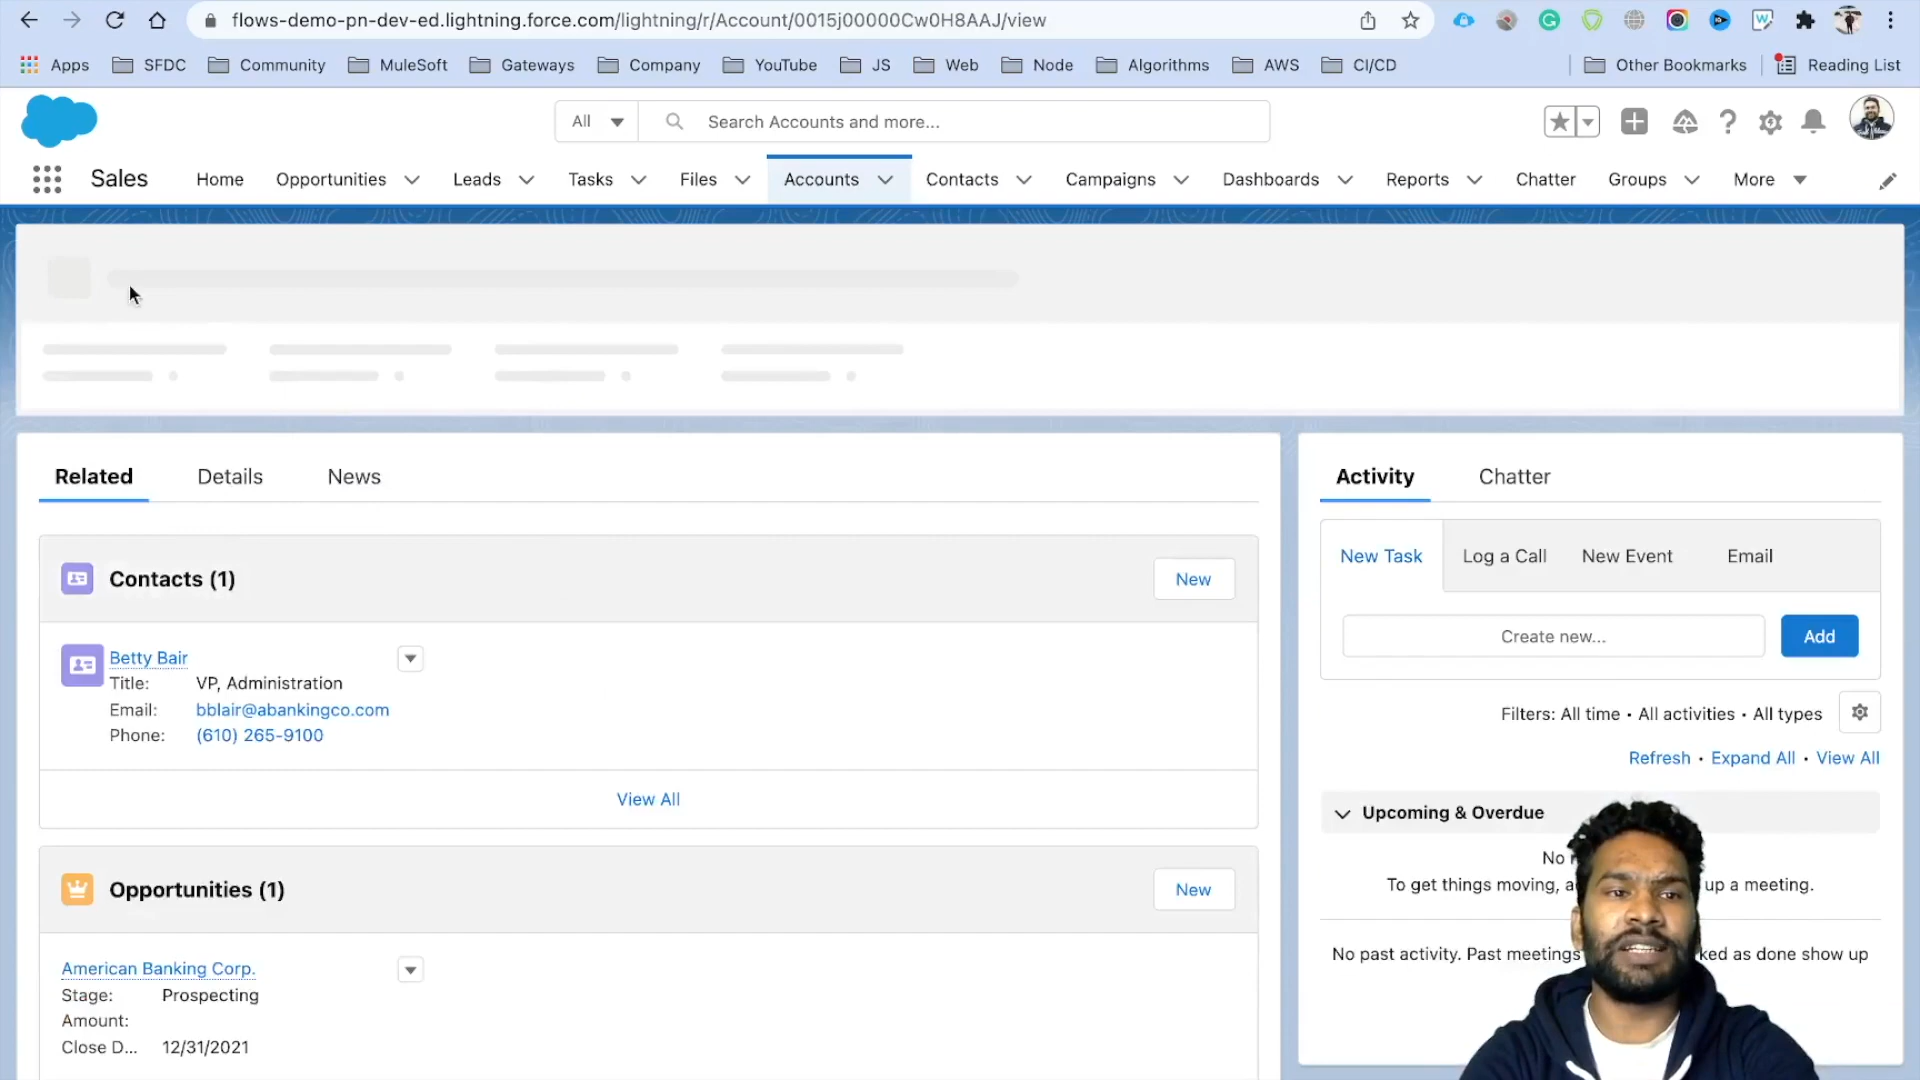 flows-demo-pn-dev-ed.lightning.force.com/lightning/r/Account/0015j00000Cw0H8AAJ/view
Apps SFDC Community MuleSoft Gateways Company YouTube JS Web Node Algorithms AWS CI/CD Other Bookmarks Reading List
All Search Accounts and more...
Sales Home Opportunities Leads Tasks Files Accounts Contacts Campaigns Dashboards Reports Chatter Groups More
Related Details News
Contacts (1)
New
Betty Bair
Title: VP, Administration
Email: bblair@abankingco.com
Phone: (610) 265-9100
View All
Opportunities (1)
New
American Banking Corp.
Stage: Prospecting
Amount:
Close D... 12/31/2021
Activity Chatter
New Task Log a Call New Event Email
Create new... Add
Filters: All time • All activities • All types
Refresh • Expand All • View All
Upcoming & Overdue
No
To get things moving, up a meeting.
No past activity. Past meetings as done show up